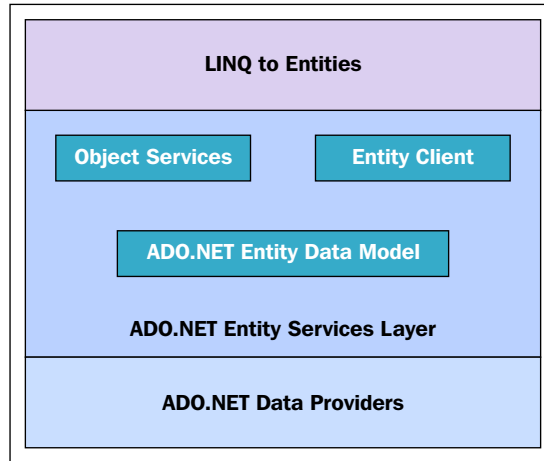 LINQ to Entities
Object Services
Entity Client
ADO.NET Entity Data Model
ADO.NET Entity Services Layer
ADO.NET Data Providers